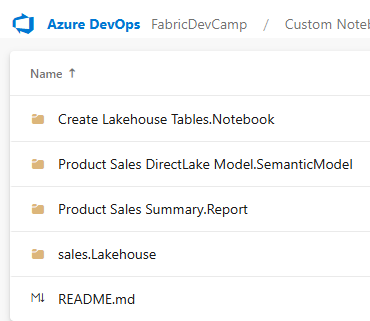 Azure DevOps FabricDevCamp / Custom Noteb
Name ↑
Create Lakehouse Tables.Notebook
Product Sales DirectLake Model.SemanticModel
Product Sales Summary.Report
sales.Lakehouse
M↓ README.md